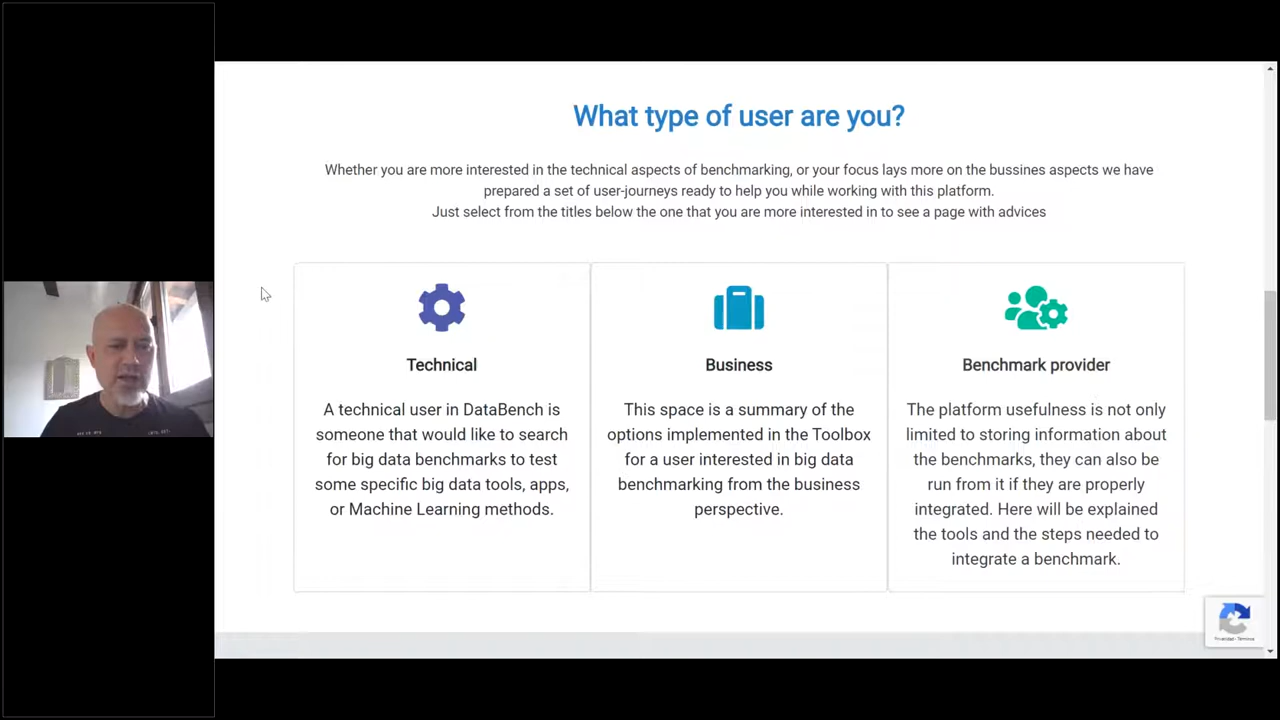 What type of user are you?
Whether you are more interested in the technical aspects of benchmarking, or your focus lays more on the bussines aspects we have
prepared a set of user-journeys ready to help you while working with this platform.
Just select from the titles below the one that you are more interested in to see a page with advices
Technical
A technical user in DataBench is
someone that would like to search
for big data benchmarks to test
some specific big data tools, apps,
or Machine Learning methods.
Business
This space is a summary of the
options implemented in the Toolbox
for a user interested in big data
benchmarking from the business
perspective.
Benchmark provider
The platform usefulness is not only
limited to storing information about
the benchmarks, they can also be
run from it if they are properly
integrated. Here will be explained
the tools and the steps needed to
integrate a benchmark.
Privacidad - Términos